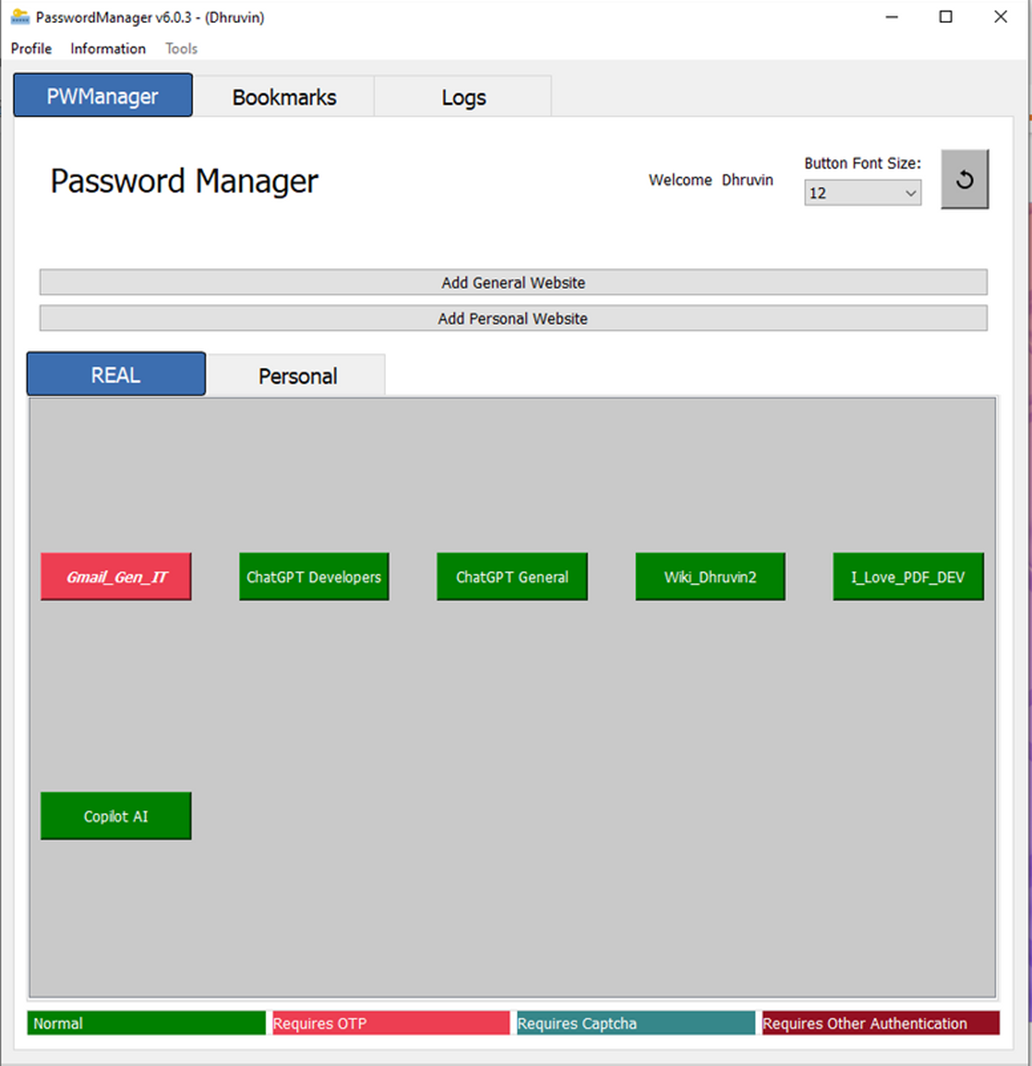 PasswordManager v6.0.3 - (Dhruvin)
Profile Information Tools
PWManager Bookmarks Logs
Password Manager
Welcome Dhruvin
Button Font Size:
12
Add General Website
Add Personal Website
REAL Personal
Gmail_Gen_IT ChatGPT Developers ChatGPT General Wiki_Dhruvin2 I_Love_PDF_DEV
Copilot AI
Normal Requires OTP Requires Captcha Requires Other Authentication